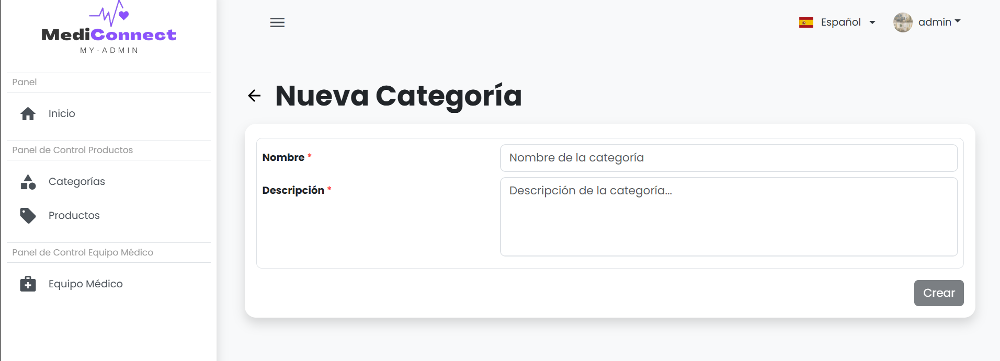 MediConnect
MY-ADMIN
Español
admin
Panel
Inicio
Panel de Control Productos
Categorías
Productos
Panel de Control Equipo Médico
Equipo Médico
Nueva Categoría
Nombre *
Nombre de la categoría
Descripción *
Descripción de la categoría...
Crear